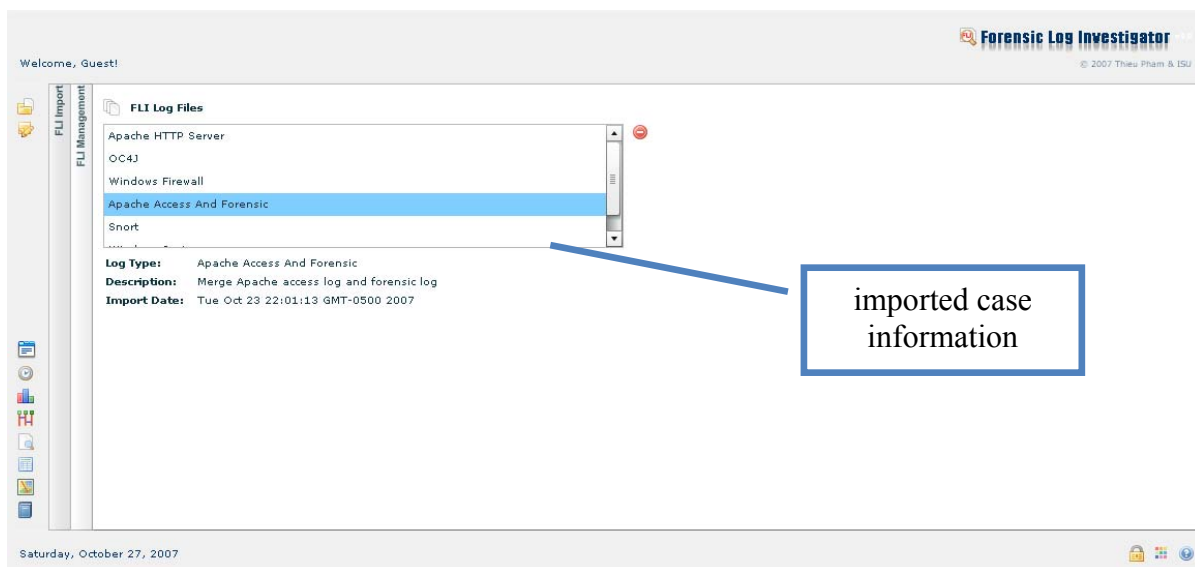 Forensic Log Investigator
Welcome, Guest!
© 2007 Thieu Pham & ISU
FLI Import
FLI Management
FLI Log Files
Apache HTTP Server
OC4J
Windows Firewall
Apache Access And Forensic
Snort
Log Type: Apache Access And Forensic
Description: Merge Apache access log and forensic log
Import Date: Tue Oct 23 22:01:13 GMT-0500 2007
imported case
information
Saturday, October 27, 2007